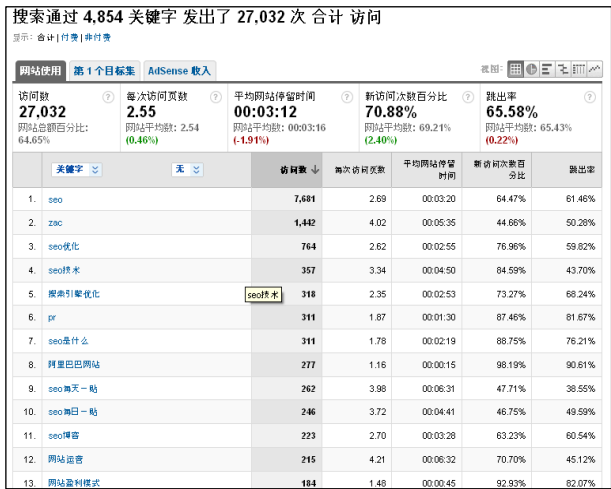 搜索通过 4,854 关键字 发出了 27,032 次 合计 访问
显示: 合计 | 付费 | 非付费
网站使用 第 1 个目标集 AdSense 收入 视图:
访问数 ? 每次访问页数 ? 平均网站停留时间 ? 新访问次数百分比 ? 跳出率 ?
27,032 2.55 00:03:12 70.88% 65.58%
网站总额百分比: 网站平均数: 2.54 网站平均数: 00:03:16 网站平均数: 69.21% 网站平均数: 65.43%
64.65% (0.46%) (-1.91%) (2.40%) (0.22%)
关键字 无 访问数 ↓ 每次访问页数 平均网站停留时间 新访问次数百分比 跳出率
1. seo 7,681 2.69 00:03:20 64.47% 61.46%
2. zac 1,442 4.02 00:05:35 44.66% 50.28%
3. seo优化 764 2.62 00:02:55 76.96% 59.82%
4. seo技术 357 3.34 00:04:50 84.59% 43.70%
5. 搜索引擎优化 seo技术 318 2.35 00:02:53 73.27% 68.24%
6. pr 311 1.87 00:01:30 87.46% 81.67%
7. seo是什么 311 1.78 00:02:19 88.75% 76.21%
8. 阿里巴巴网站 277 1.16 00:00:15 98.19% 90.61%
9. seo每天一贴 262 3.98 00:06:31 47.71% 38.55%
10. seo每日一贴 246 3.72 00:04:41 46.75% 49.59%
11. seo博客 223 2.70 00:03:28 63.23% 60.54%
12. 网站运营 215 4.21 00:06:32 70.70% 45.12%
13. 网站盈利模式 184 1.48 00:00:45 92.93% 82.07%